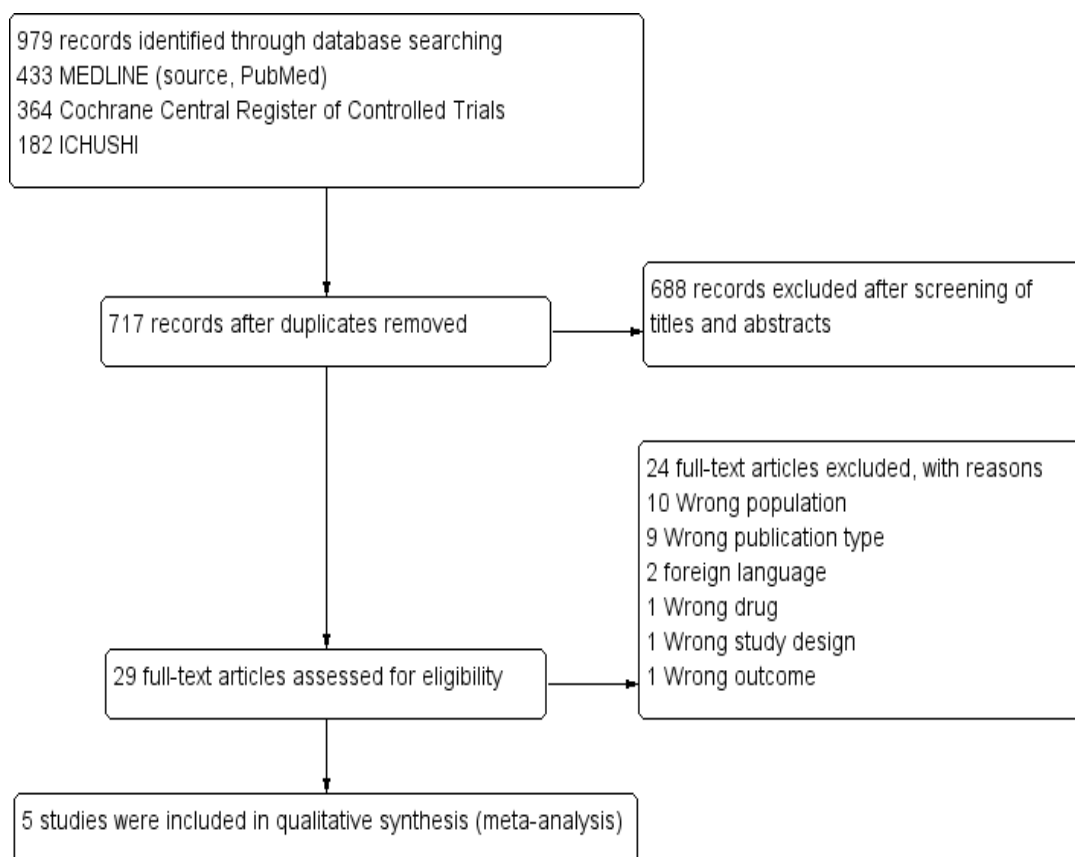 979 records identified through database searching
433 MEDLINE (source, PubMed)
364 Cochrane Central Register of Controlled Trials
182 ICHUSHI
717 records after duplicates removed
688 records excluded after screening of
titles and abstracts
24 full-text articles excluded, with reasons
10 Wrong population
9 Wrong publication type
2 foreign language
1 Wrong drug
1 Wrong study design
1 Wrong outcome
29 full-text articles assessed for eligibility
5 studies were included in qualitative synthesis (meta-analysis)